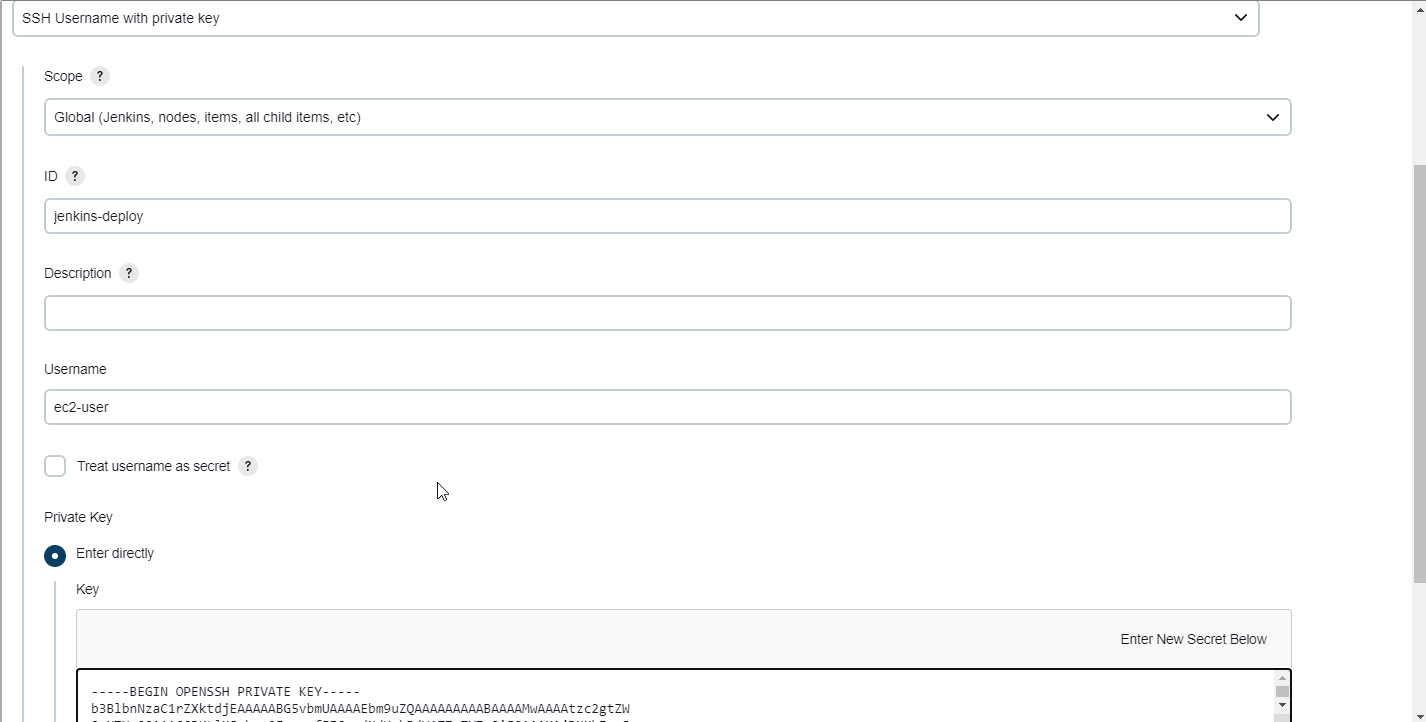 SSH Username with private key
Scope ?
Global (Jenkins, nodes, items, all child items, etc)
ID ?
jenkins-deploy
Description ?
Username
ec2-user
Treat username as secret ?
Private Key
Enter directly
Key
Enter New Secret Below
-----BEGIN OPENSSH PRIVATE KEY-----
b3BlbnNzaC1rZXktdjEAAAAABG5vbmUAAAAEbm9uZQAAAAAAAAABAAAAMwAAAAtzc2gtZW